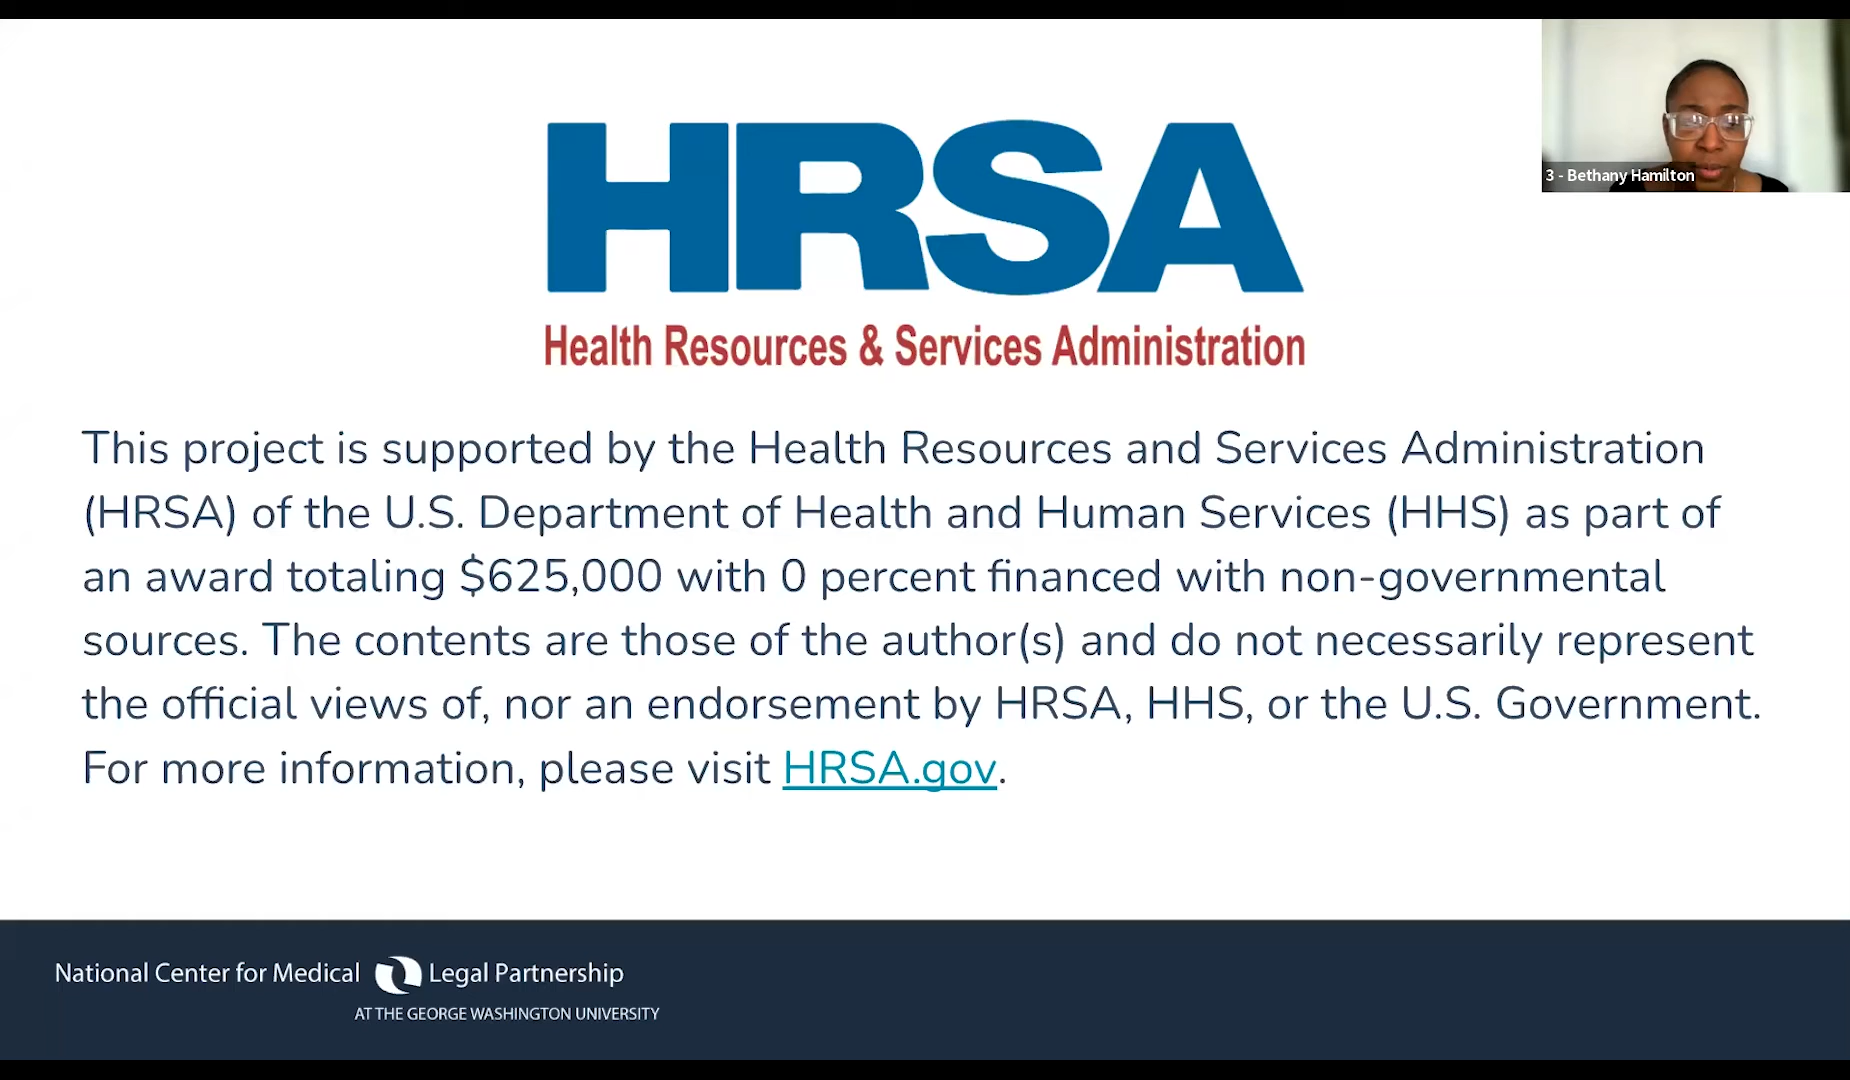 HRSA
Health Resources & Services Administration
3 - Bethany Hamilton
This project is supported by the Health Resources and Services Administration
(HRSA) of the U.S. Department of Health and Human Services (HHS) as part of
an award totaling $625,000 with 0 percent financed with non-governmental
sources. The contents are those of the author(s) and do not necessarily represent
the official views of, nor an endorsement by HRSA, HHS, or the U.S. Government.
For more information, please visit HRSA.gov.
National Center for Medical Legal Partnership
AT THE GEORGE WASHINGTON UNIVERSITY